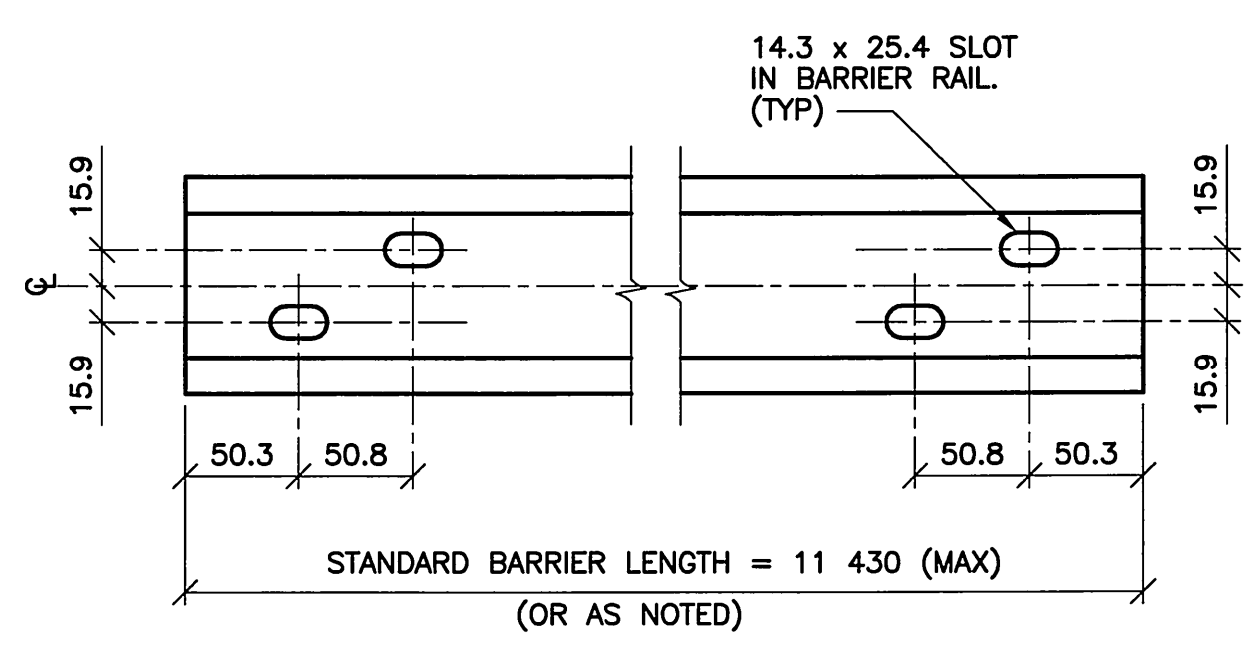 14.3 x 25.4 SLOT
IN BARRIER RAIL.
(TYP)
15.9
15.9
℄
15.9
15.9
50.3
50.8
50.8
50.3
STANDARD BARRIER LENGTH = 11 430 (MAX)
(OR AS NOTED)